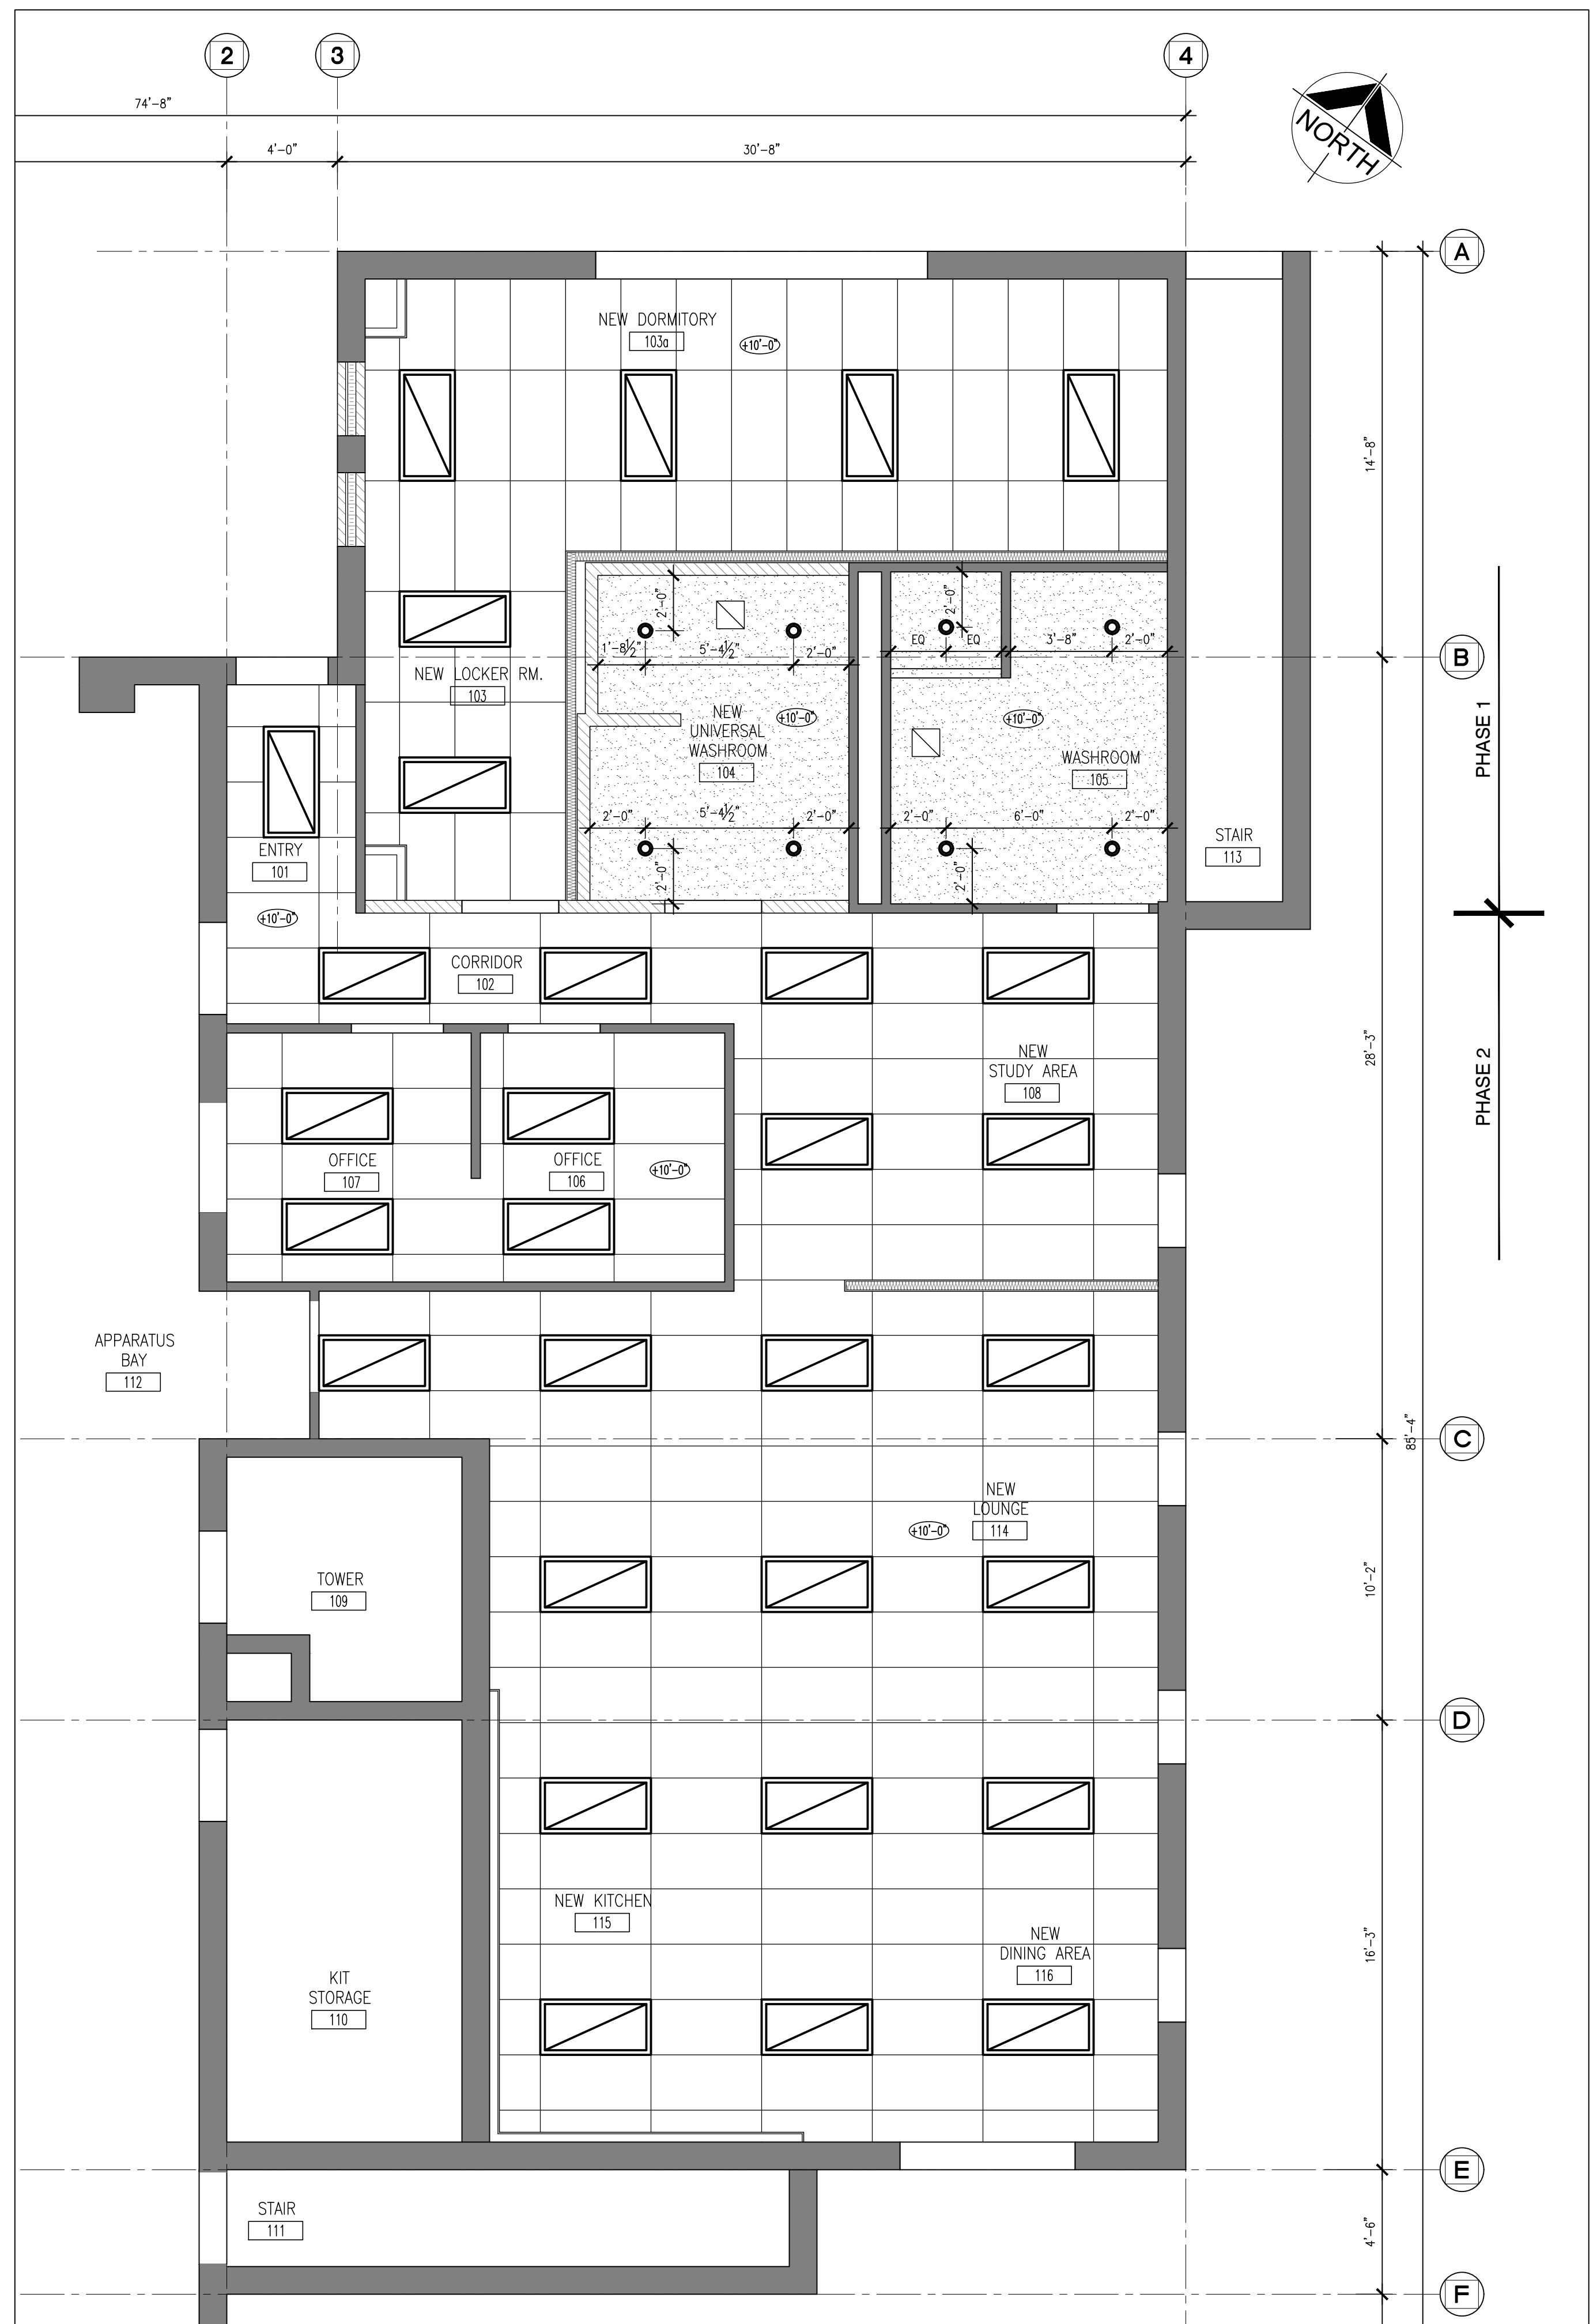 2
3
4
74'-8"
4'-0"
30'-8"
NORTH
A
NEW DORMITORY
103a
+10'-0"
14'-8"
2'-0"
2'-0"
EQ
EQ
3'-8"
2'-0"
1'-8½"
5'-4½"
2'-0"
B
NEW LOCKER RM.
103
NEW
UNIVERSAL
WASHROOM
104
+10'-0"
+10'-0"
WASHROOM
105
PHASE 1
2'-0"
5'-4½"
2'-0"
2'-0"
6'-0"
2'-0"
2'-0"
2'-0"
STAIR
113
ENTRY
101
+10'-0"
CORRIDOR
102
NEW
STUDY AREA
108
28'-3"
PHASE 2
OFFICE
107
OFFICE
106
+10'-0"
APPARATUS
BAY
112
85'-4"
C
NEW
LOUNGE
114
+10'-0"
TOWER
109
10'-2"
D
NEW KITCHEN
115
NEW
DINING AREA
116
16'-3"
KIT
STORAGE
110
E
STAIR
111
4'-6"
F